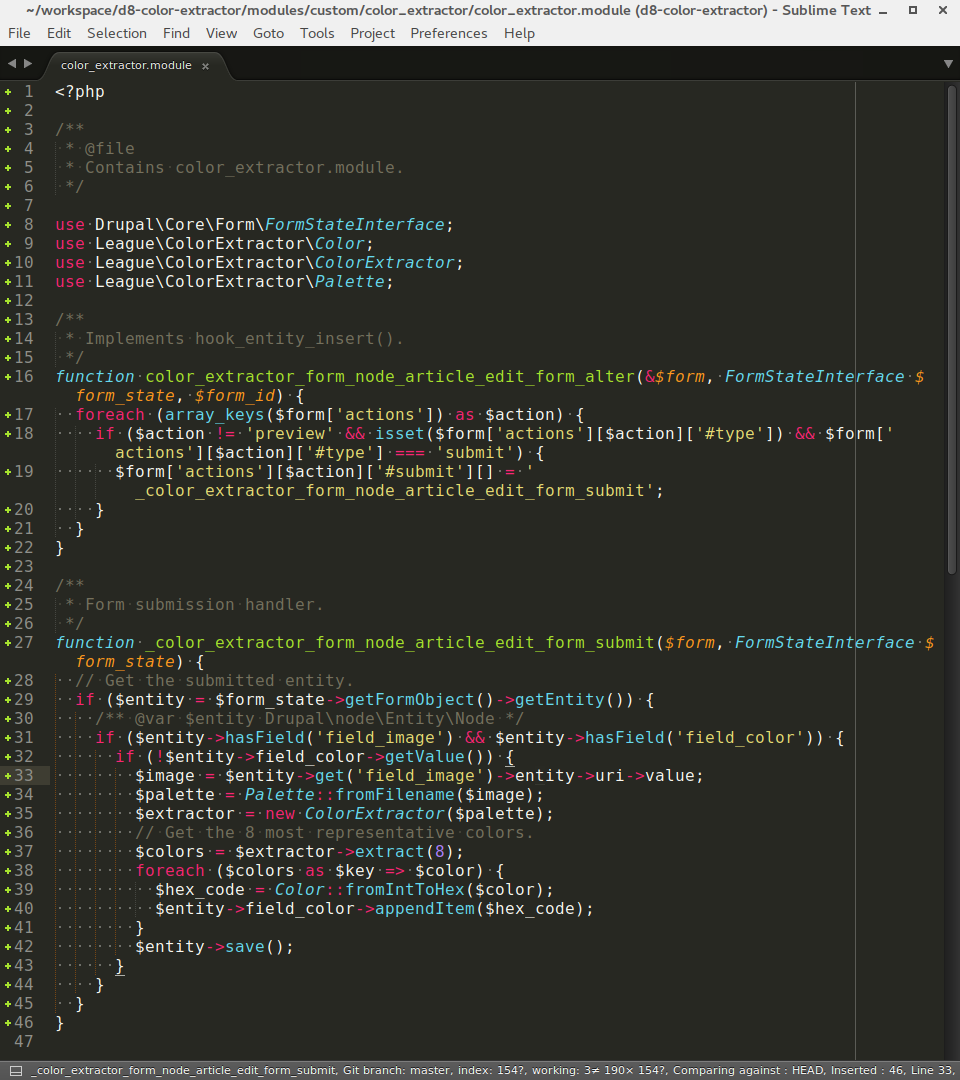 ~/workspace/d8-color-extractor/modules/custom/color_extractor/color_extractor.module (d8-color-extractor) - Sublime Text
File Edit Selection Find View Goto Tools Project Preferences Help
color_extractor.module ×
1 <?php
2
3 /**
4  * @file
5  * Contains color_extractor.module.
6  */
7
8 use Drupal\Core\Form\FormStateInterface;
9 use League\ColorExtractor\Color;
10 use League\ColorExtractor\ColorExtractor;
11 use League\ColorExtractor\Palette;
12
13 /**
14  * Implements hook_entity_insert().
15  */
16 function color_extractor_form_node_article_edit_form_alter(&$form, FormStateInterface $
form_state, $form_id) {
17   foreach (array_keys($form['actions']) as $action) {
18     if ($action != 'preview' && isset($form['actions'][$action]['#type']) && $form['
actions'][$action]['#type'] === 'submit') {
19       $form['actions'][$action]['#submit'][] = '
_color_extractor_form_node_article_edit_form_submit';
20     }
21   }
22 }
23
24 /**
25  * Form submission handler.
26  */
27 function _color_extractor_form_node_article_edit_form_submit($form, FormStateInterface $
form_state) {
28   // Get the submitted entity.
29   if ($entity = $form_state->getFormObject()->getEntity()) {
30     /** @var $entity Drupal\node\Entity\Node */
31     if ($entity->hasField('field_image') && $entity->hasField('field_color')) {
32       if (!$entity->field_color->getValue()) {
33         $image = $entity->get('field_image')->entity->uri->value;
34         $palette = Palette::fromFilename($image);
35         $extractor = new ColorExtractor($palette);
36         // Get the 8 most representative colors.
37         $colors = $extractor->extract(8);
38         foreach ($colors as $key => $color) {
39           $hex_code = Color::fromIntToHex($color);
40           $entity->field_color->appendItem($hex_code);
41         }
42         $entity->save();
43       }
44     }
45   }
46 }
47
_color_extractor_form_node_article_edit_form_submit, Git branch: master, index: 154?, working: 3≠ 190× 154?, Comparing against : HEAD, Inserted : 46, Line 33,